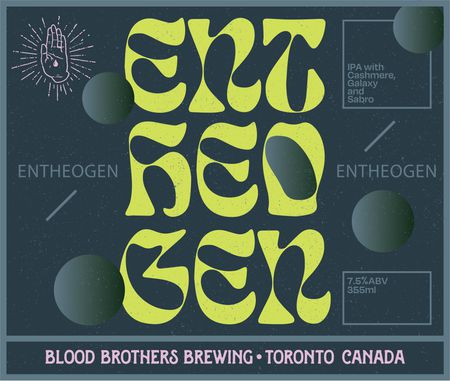 ENT
HEO
GEN
IPA with
Cashmere,
Galaxy
and
Sabro
ENTHEOGEN
ENTHEOGEN
7.5% ABV
355ml
BLOOD BROTHERS BREWING • TORONTO CANADA